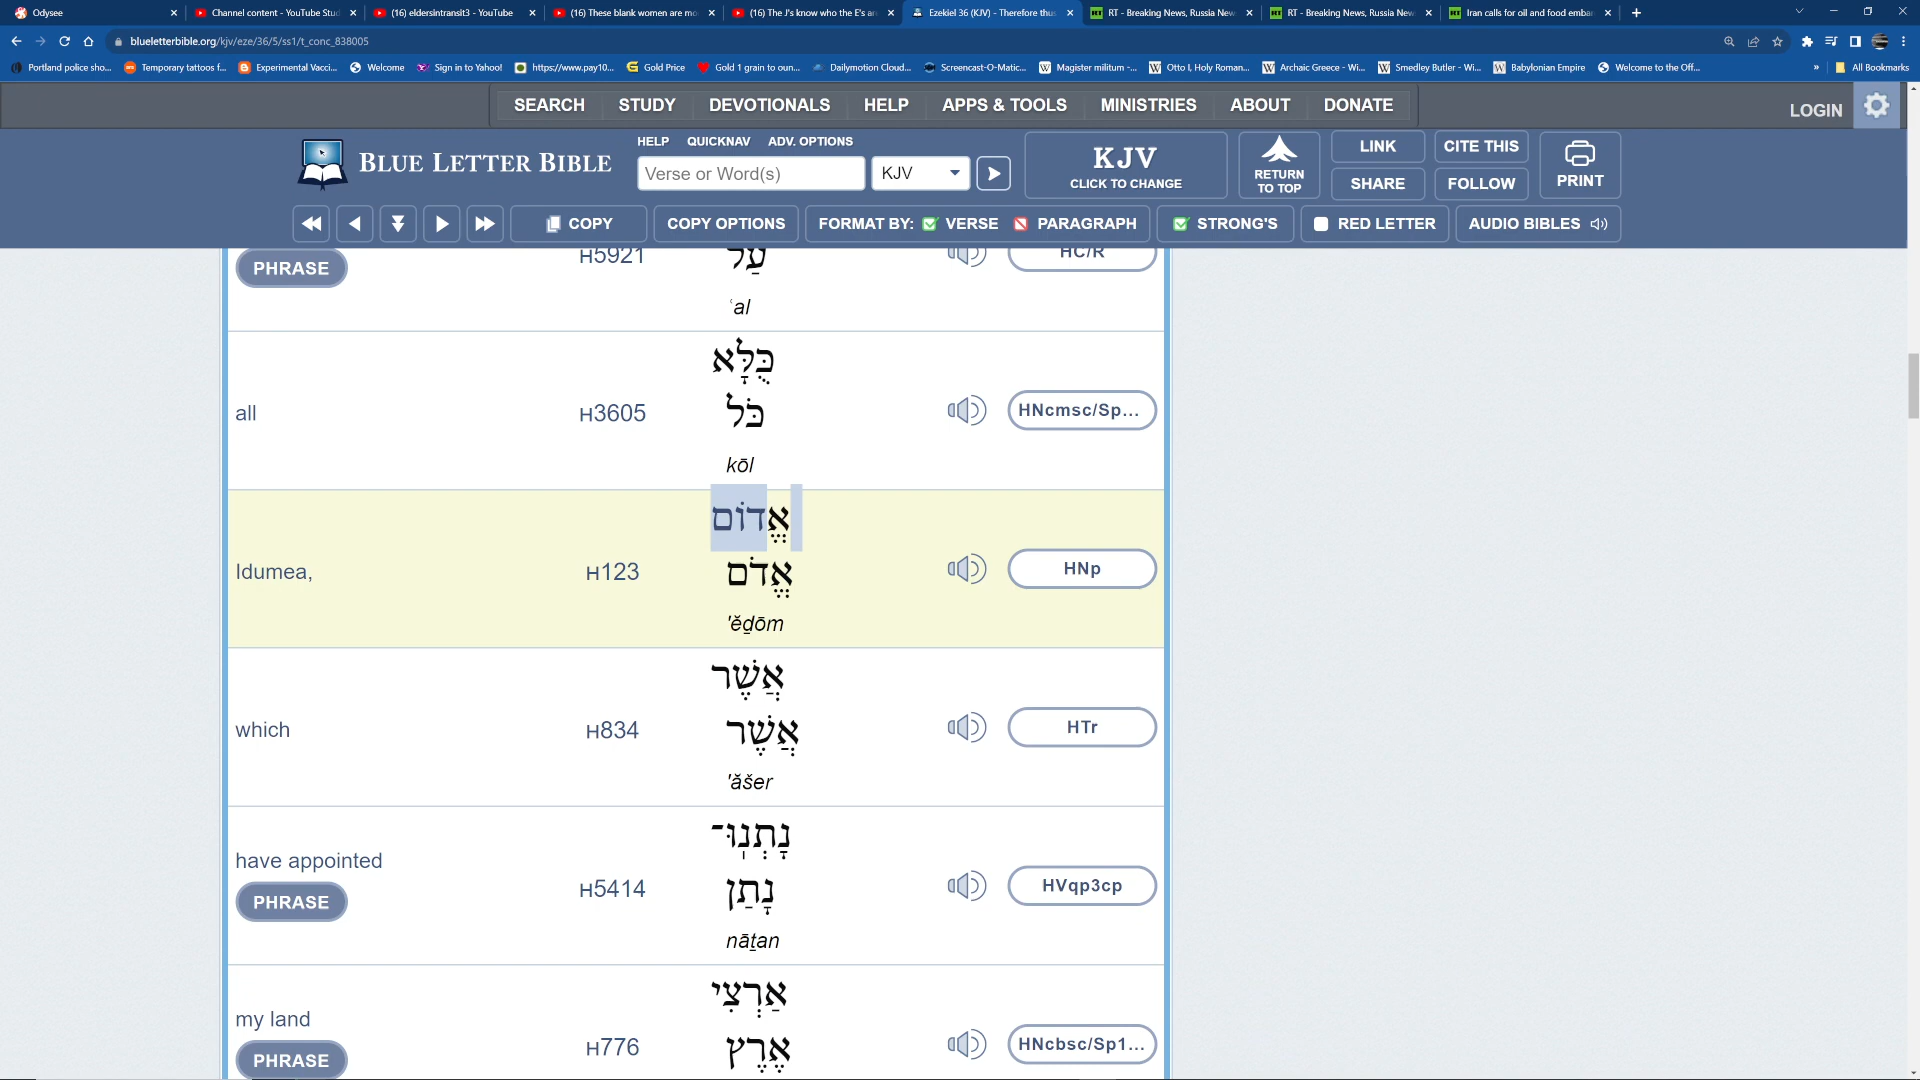 Odysee
Channel content - YouTube Stud
(16) eldersintransit3 - YouTube
(16) These blank women are mo
(16) The J's know who the E's ar
Ezekiel 36 (KJV) - Therefore thus
RT - Breaking News, Russia New
RT - Breaking News, Russia New
Iran calls for oil and food emba
blueletterbible.org/kjv/eze/36/5/ss1/t_conc_838005
Portland police sho...
Temporary tattoos f...
Experimental Vacci...
Welcome
Sign in to Yahoo!
https://www.pay10...
Gold Price
Gold 1 grain to oun...
Dailymotion Cloud...
Screencast-O-Matic...
Magister militum -...
Otto I, Holy Roman...
Archaic Greece - Wi...
Smedley Butler - Wi...
Babylonian Empire
Welcome to the Off...
»
All Bookmarks
SEARCH STUDY DEVOTIONALS HELP APPS & TOOLS MINISTRIES ABOUT DONATE
LOGIN
BLUE LETTER BIBLE
HELP QUICKNAV ADV. OPTIONS
Verse or Word(s)
KJV
KJV
CLICK TO CHANGE
RETURN
TO TOP
LINK
CITE THIS
SHARE
FOLLOW
PRINT
COPY
COPY OPTIONS
FORMAT BY: VERSE PARAGRAPH
STRONG'S
RED LETTER
AUDIO BIBLES
PHRASE
H5921
עַל
HC/R
ʿal
כֻּלָּא
all
H3605
כֹּל
HNcmsc/Sp...
kōl
אֱדוֹם
Idumea,
H123
אֱדֹם
HNp
'ĕḏōm
אֲשֶׁר
which
H834
אֲשֶׁר
HTr
'ăšer
נָתְנֽוּ־
have appointed
PHRASE
H5414
נָתַן
HVqp3cp
nāṯan
אַרְצִי
my land
PHRASE
H776
אֶרֶץ
HNcbsc/Sp1...